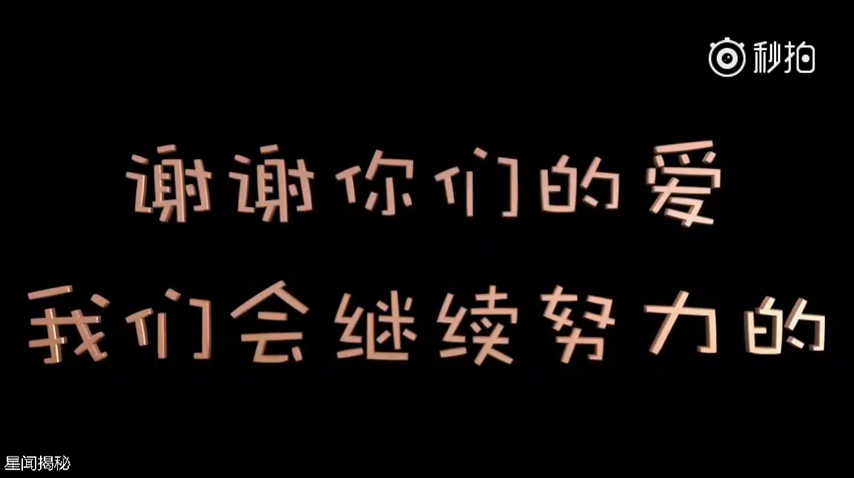 秒拍
谢谢你们的爱
我们会继续努力的
星闻揭秘